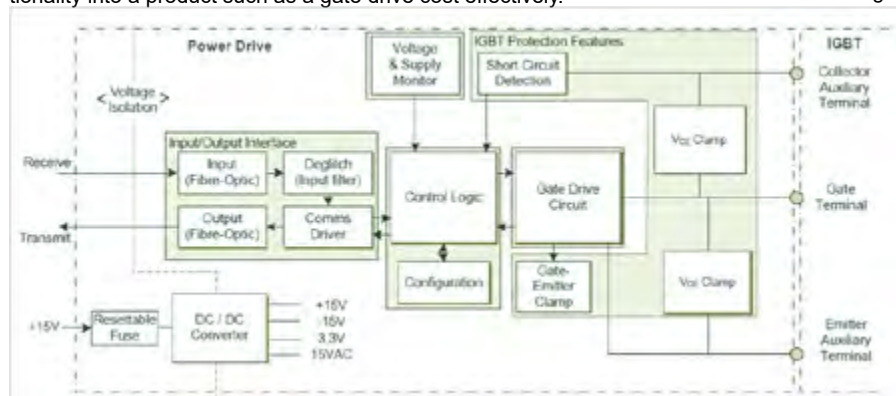 tionality into a product such as a gate drive cost effectively.
Power Drive
Voltage
& Supply
Monitor
IGBT Protection Features
Short Circuit
Detection
IGBT
Collector
Auxiliary
Terminal
< Voltage >
Isolation
Input/Output Interface
Receive
Input
(Fibre-Optic)
Deglitch
(Input filter)
Control Logic
Gate Drive
Circuit
Gate
Terminal
Transmit
Output
(Fibre-Optic)
Comms
Driver
Configuration
Gate-
Emitter
Clamp
Clamp
Clamp
+15V
Resettable
Fuse
DC / DC
Converter
+15V
-15V
3.3V
15VAC
Emitter
Auxiliary
Terminal